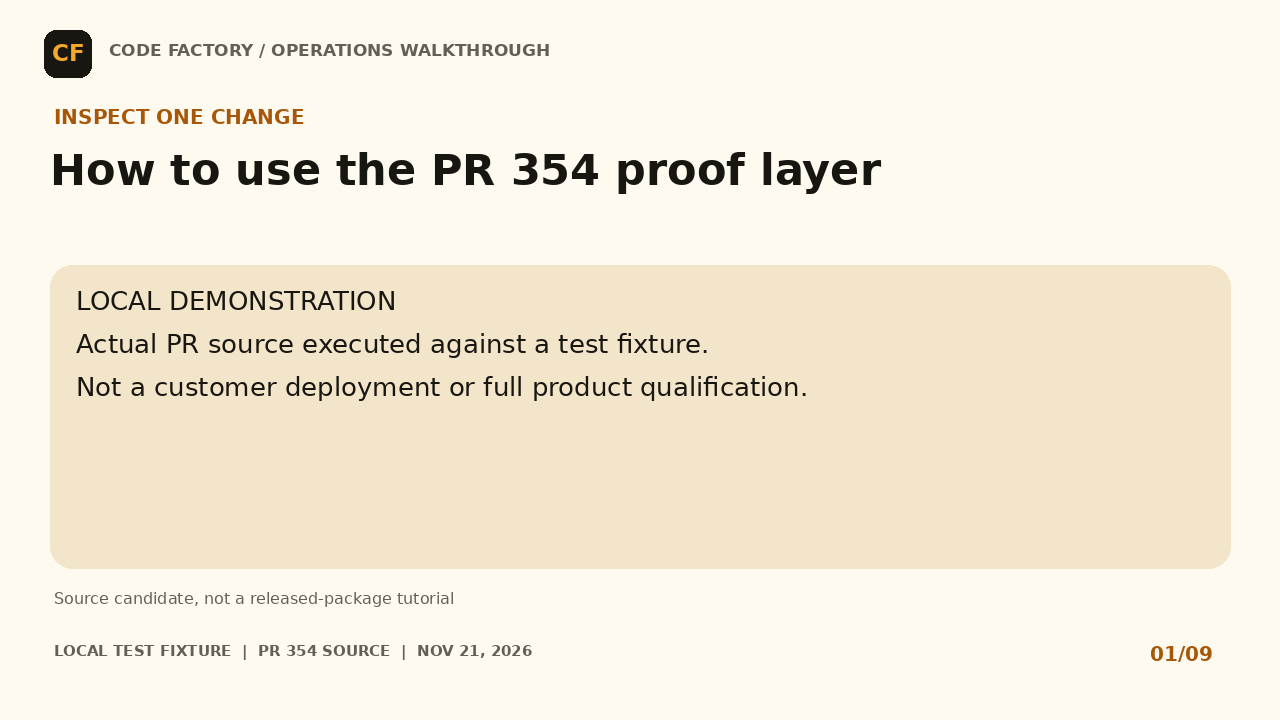 CF
CODE FACTORY / OPERATIONS WALKTHROUGH
INSPECT ONE CHANGE
How to use the PR 354 proof layer
LOCAL DEMONSTRATION
Actual PR source executed against a test fixture.
Not a customer deployment or full product qualification.
Source candidate, not a released-package tutorial
LOCAL TEST FIXTURE | PR 354 SOURCE | NOV 21, 2026
01/09